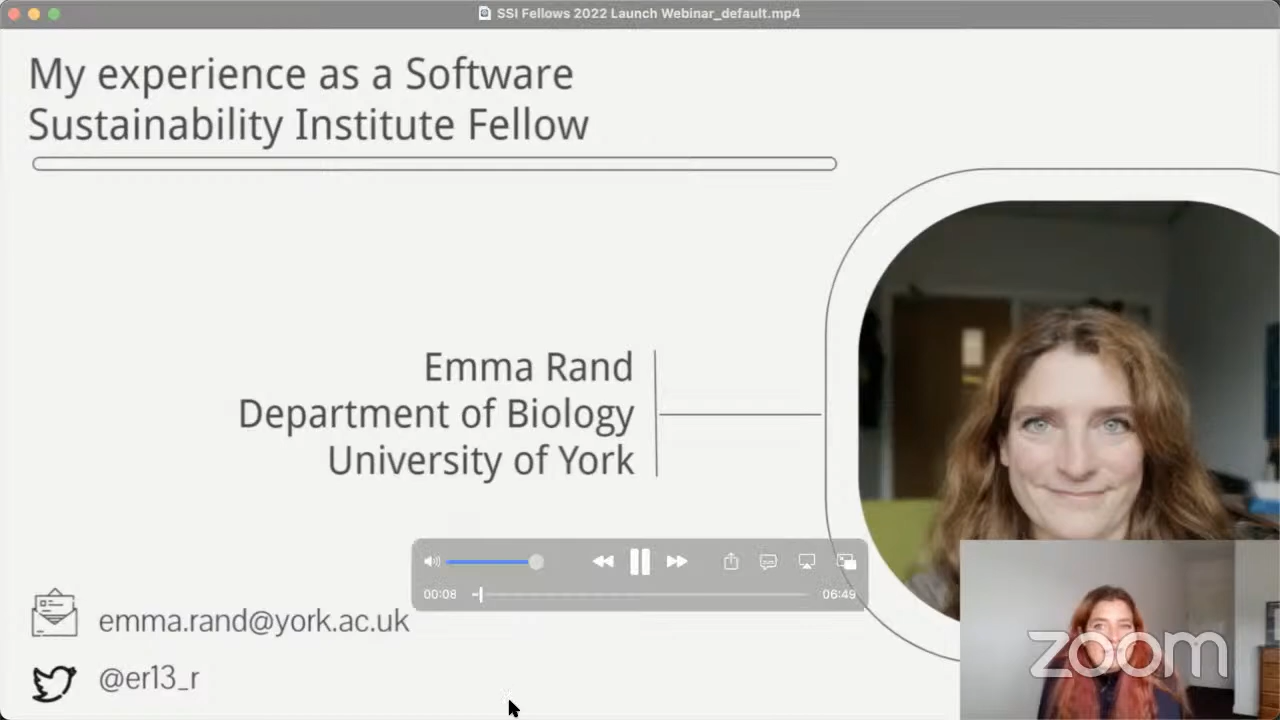 SSI Fellows 2022 Launch Webinar_default.mp4
My experience as a Software
Sustainability Institute Fellow
Emma Rand
Department of Biology
University of York
00:08
06:49
emma.rand@york.ac.uk
@er13_r
zoom